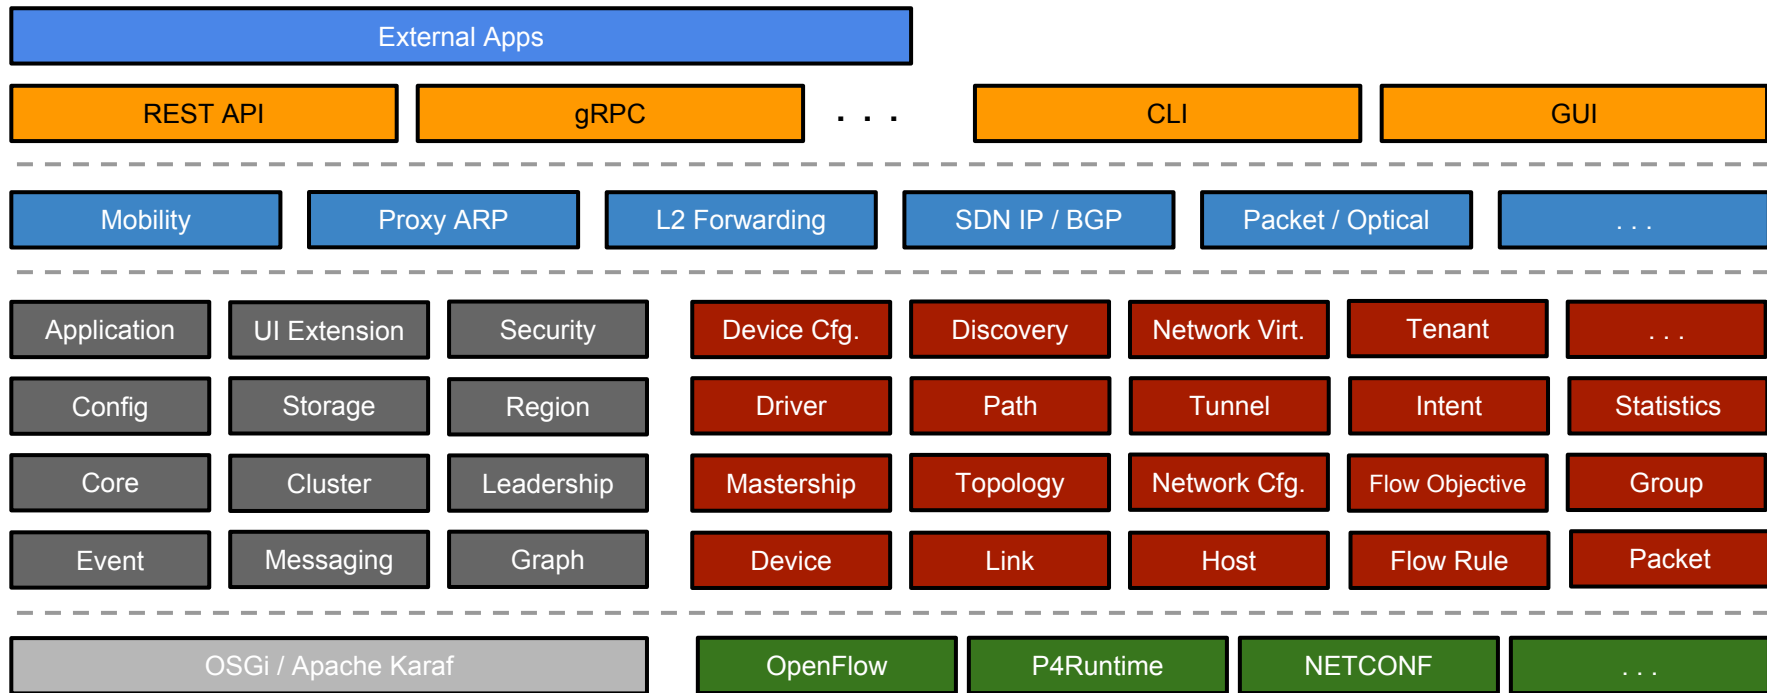 External Apps
REST API
gRPC
. . .
CLI
GUI
Mobility
Proxy ARP
L2 Forwarding
SDN IP / BGP
Packet / Optical
. . .
Application
UI Extension
Security
Device Cfg.
Discovery
Network Virt.
Tenant
. . .
Config
Storage
Region
Driver
Path
Tunnel
Intent
Statistics
Core
Cluster
Leadership
Mastership
Topology
Network Cfg.
Flow Objective
Group
Event
Messaging
Graph
Device
Link
Host
Flow Rule
Packet
OSGi / Apache Karaf
OpenFlow
P4Runtime
NETCONF
. . .